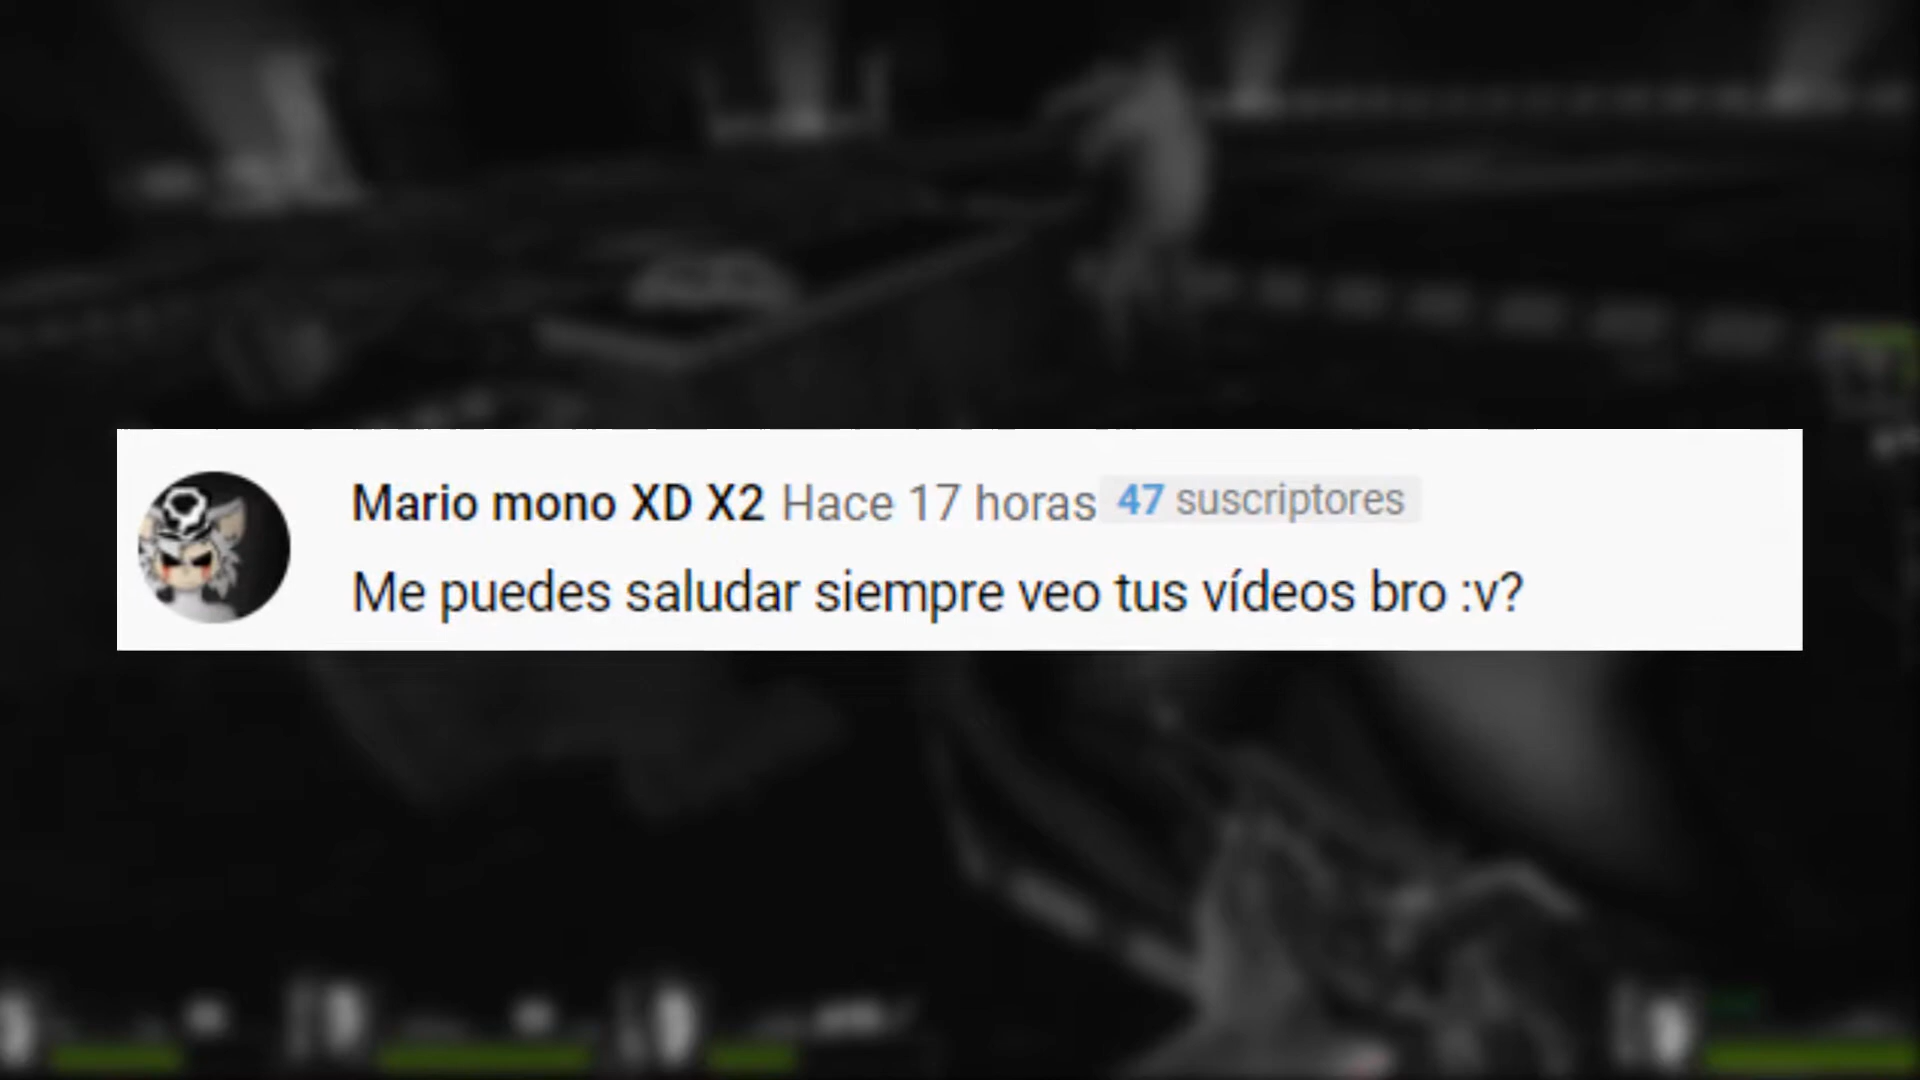 Mario mono XD X2 Hace 17 horas 47 suscriptores
Me puedes saludar siempre veo tus vídeos bro :v?